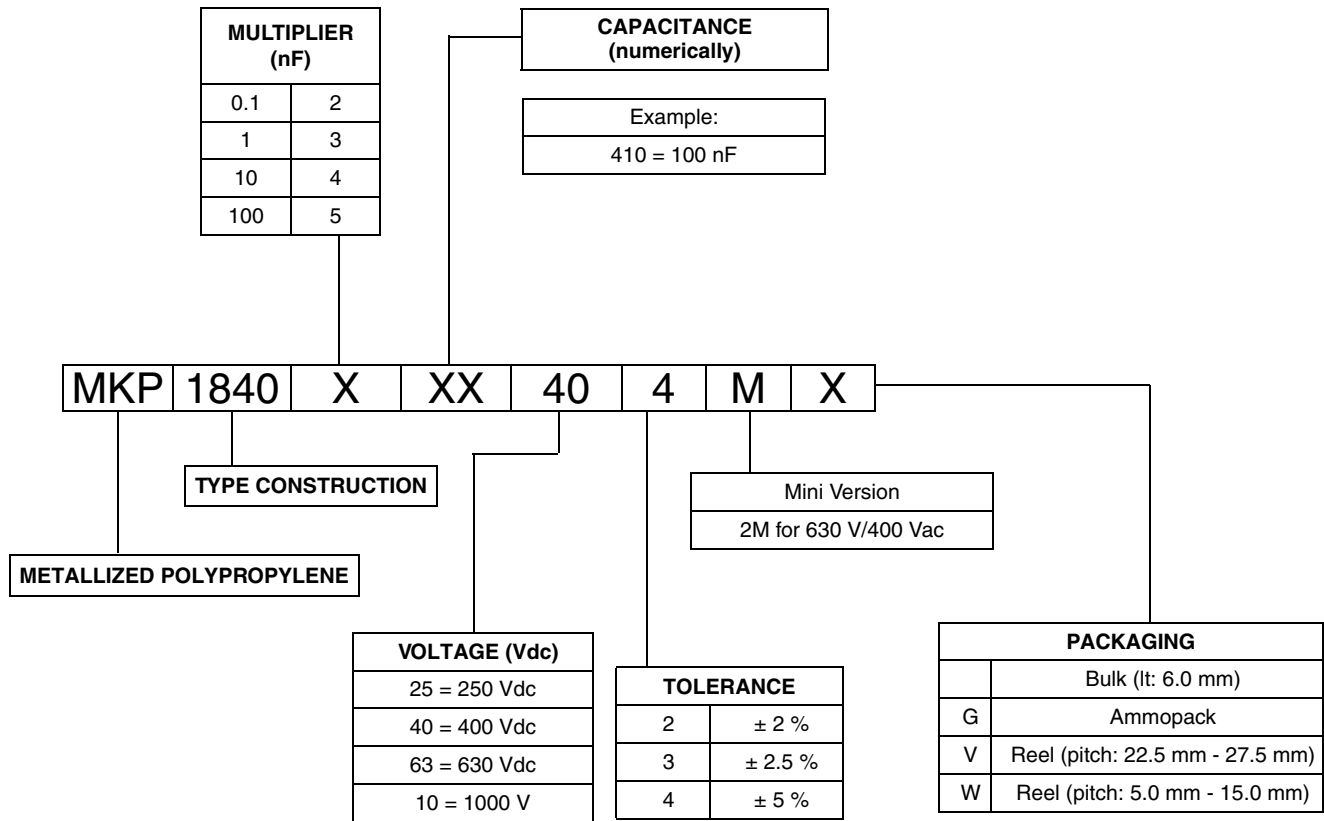 MULTIPLIER
(nF)
0.1 2
1 3
10 4
100 5
CAPACITANCE
(numerically)
Example:
410 = 100 nF
MKP 1840 X XX 40 4 M X
TYPE CONSTRUCTION
METALLIZED POLYPROPYLENE
Mini Version
2M for 630 V/400 Vac
VOLTAGE (Vdc)
25 = 250 Vdc
40 = 400 Vdc
63 = 630 Vdc
10 = 1000 V
TOLERANCE
2 ± 2 %
3 ± 2.5 %
4 ± 5 %
PACKAGING
Bulk (lt: 6.0 mm)
G Ammopack
V Reel (pitch: 22.5 mm - 27.5 mm)
W Reel (pitch: 5.0 mm - 15.0 mm)